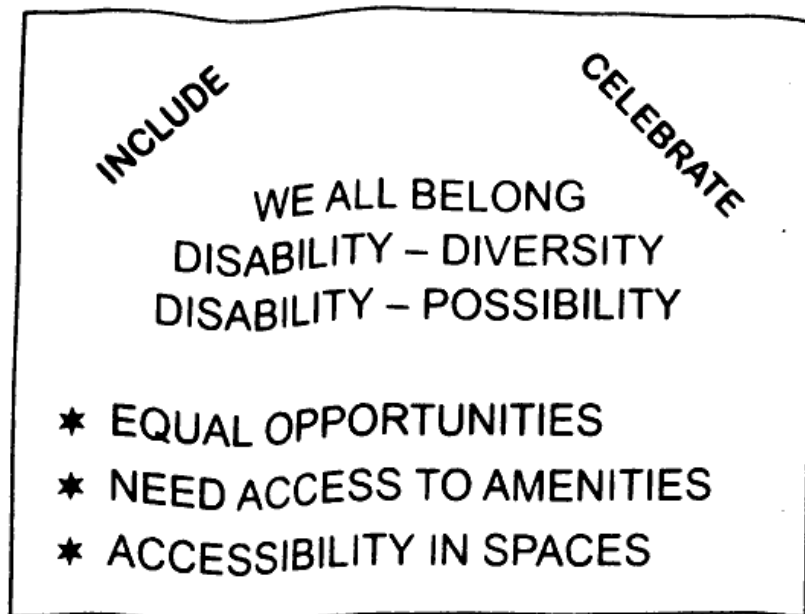 INCLUDE
CELEBRATE
WE ALL BELONG
DISABILITY – DIVERSITY
DISABILITY – POSSIBILITY
✶ EQUAL OPPORTUNITIES
✶ NEED ACCESS TO AMENITIES
✶ ACCESSIBILITY IN SPACES